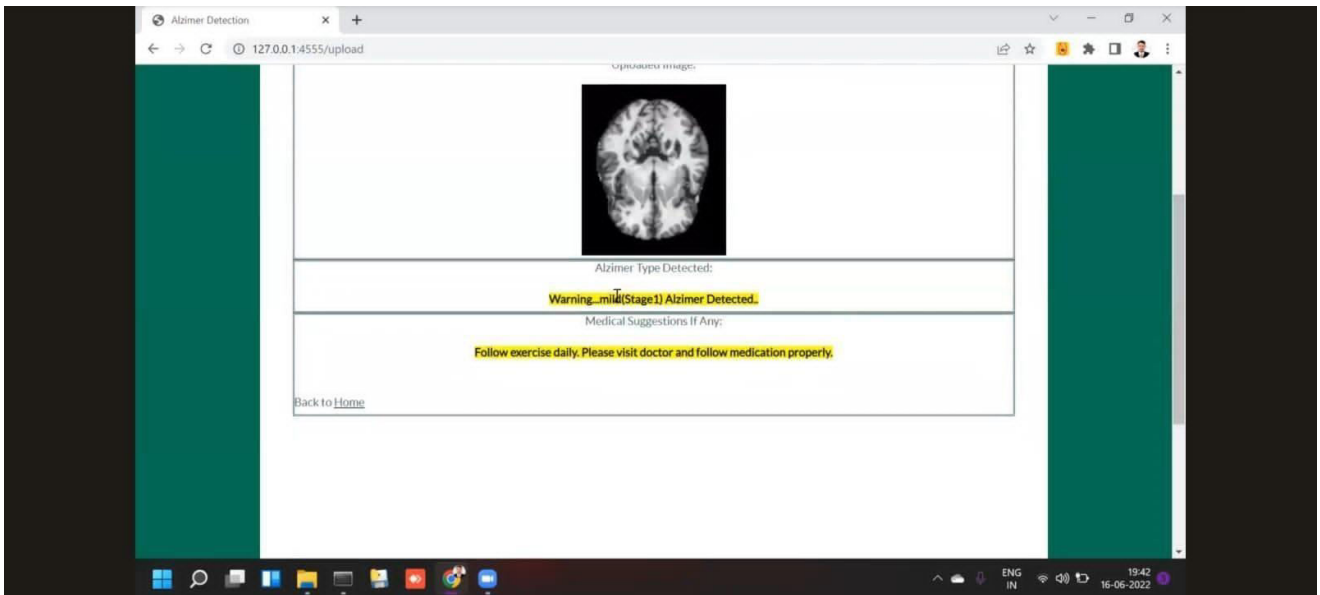 Alzimer Detection
127.0.0.1:4555/upload
Uploaded Image:
Alzimer Type Detected:
Warning...mild(Stage1) Alzimer Detected..
Medical Suggestions If Any:
Follow exercise daily. Please visit doctor and follow medication properly.
Back to Home
ENG
IN
19:42
16-06-2022